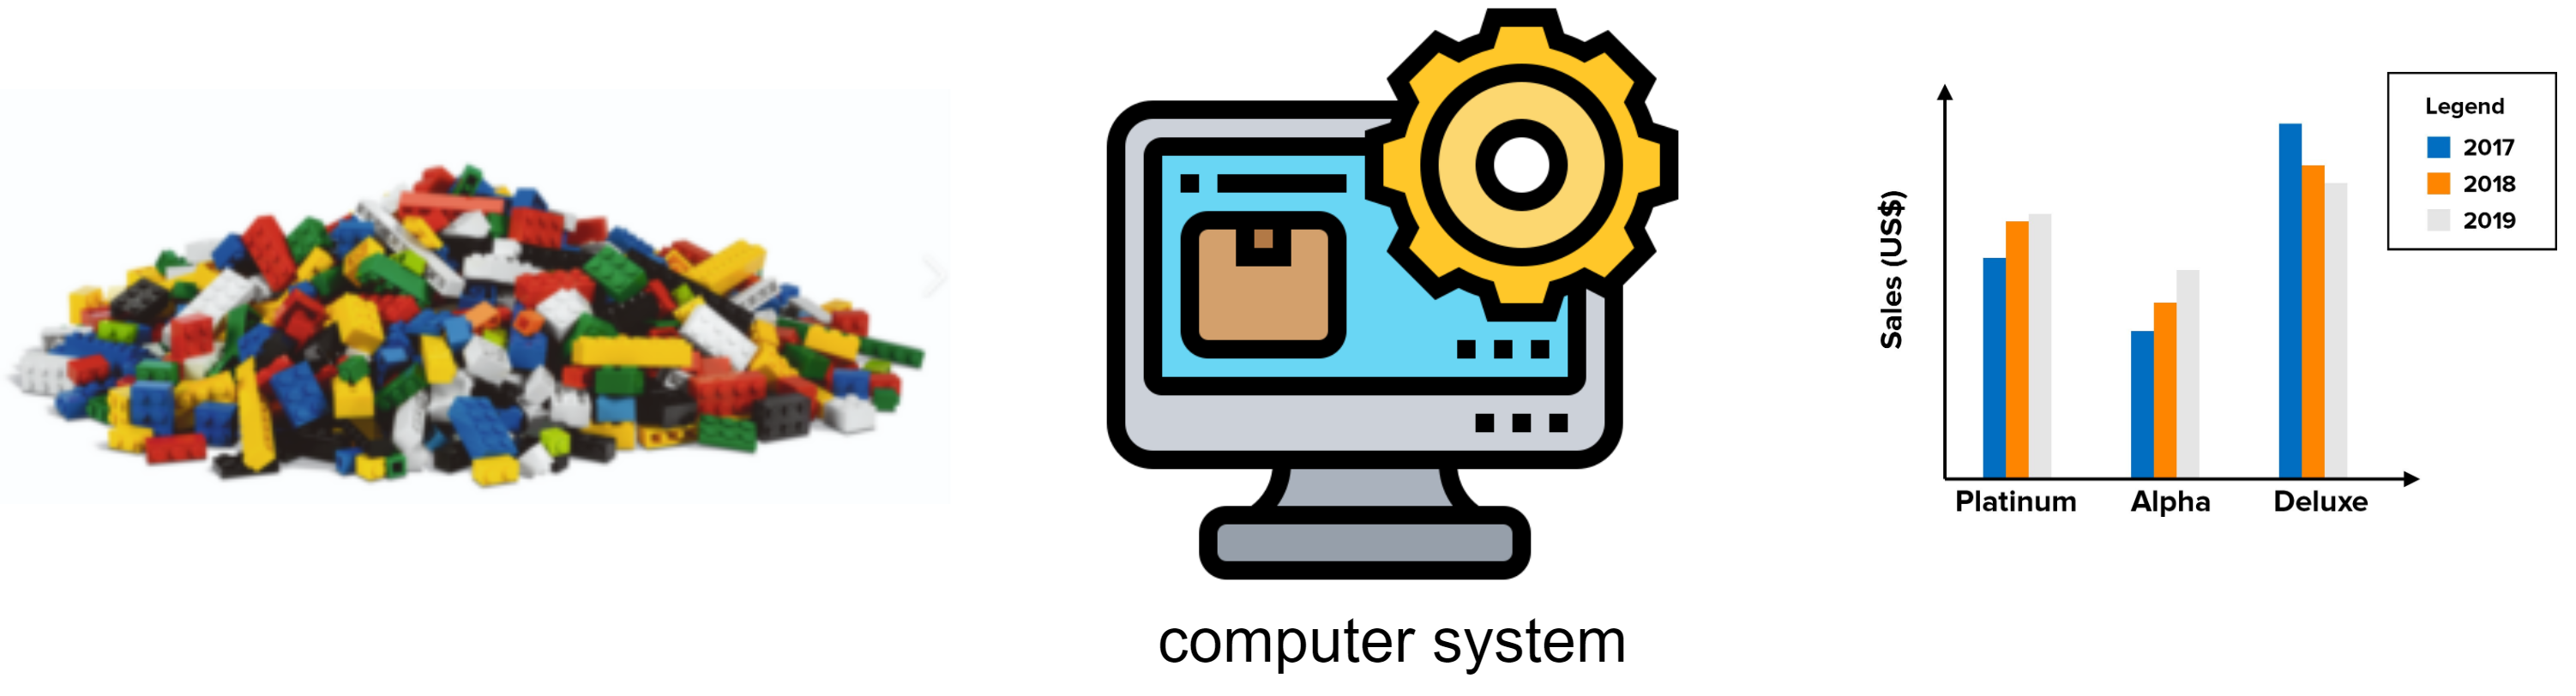 computer system
Sales (US$)
Platinum
Alpha
Deluxe
Legend
2017
2018
2019